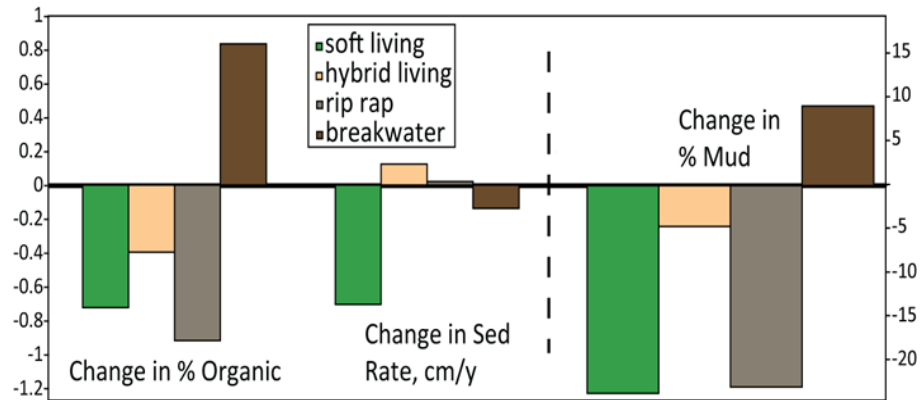 1
0.8
0.6
0.4
0.2
0
-0.2
-0.4
-0.6
-0.8
-1
-1.2
soft living
hybrid living
rip rap
breakwater
Change in % Organic
Change in Sed
Rate, cm/y
Change in
% Mud
15
10
5
0
-5
-10
-15
-20